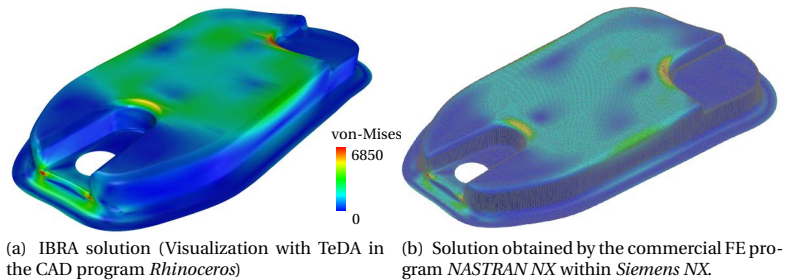 von-Mises
6850
0
(a) IBRA solution (Visualization with TeDA in
the CAD program Rhinoceros)
(b) Solution obtained by the commercial FE pro-
gram NASTRAN NX within Siemens NX.